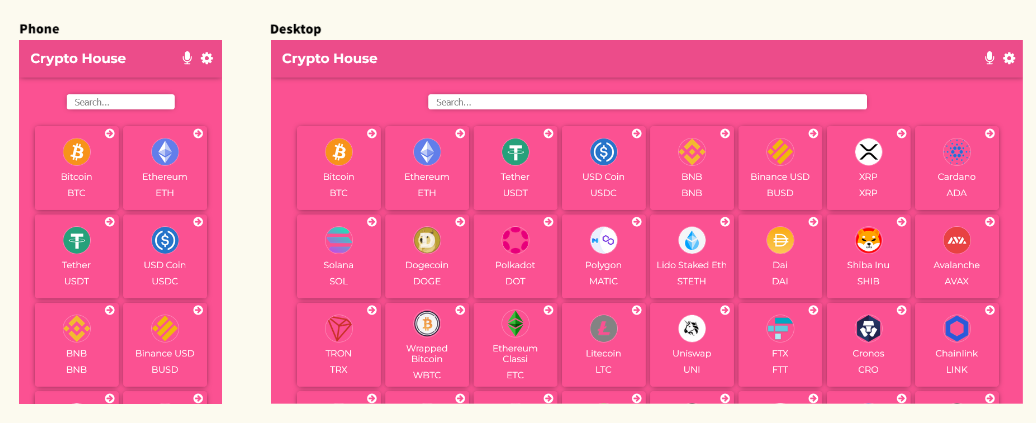 Phone
Crypto House
Search...
Bitcoin
BTC
Ethereum
ETH
Tether
USDT
USD Coin
USDC
BNB
BNB
Binance USD
BUSD
Desktop
Crypto House
Search...
Bitcoin
BTC
Ethereum
ETH
Tether
USDT
USD Coin
USDC
BNB
BNB
Binance USD
BUSD
XRP
XRP
Cardano
ADA
Solana
SOL
Dogecoin
DOGE
Polkadot
DOT
Polygon
MATIC
Lido Staked Eth
STETH
Dai
DAI
Shiba Inu
SHIB
Avalanche
AVAX
TRON
TRX
Wrapped
Bitcoin
WBTC
Ethereum
Classi
ETC
Litecoin
LTC
Uniswap
UNI
FTX
FTT
Cronos
CRO
Chainlink
LINK